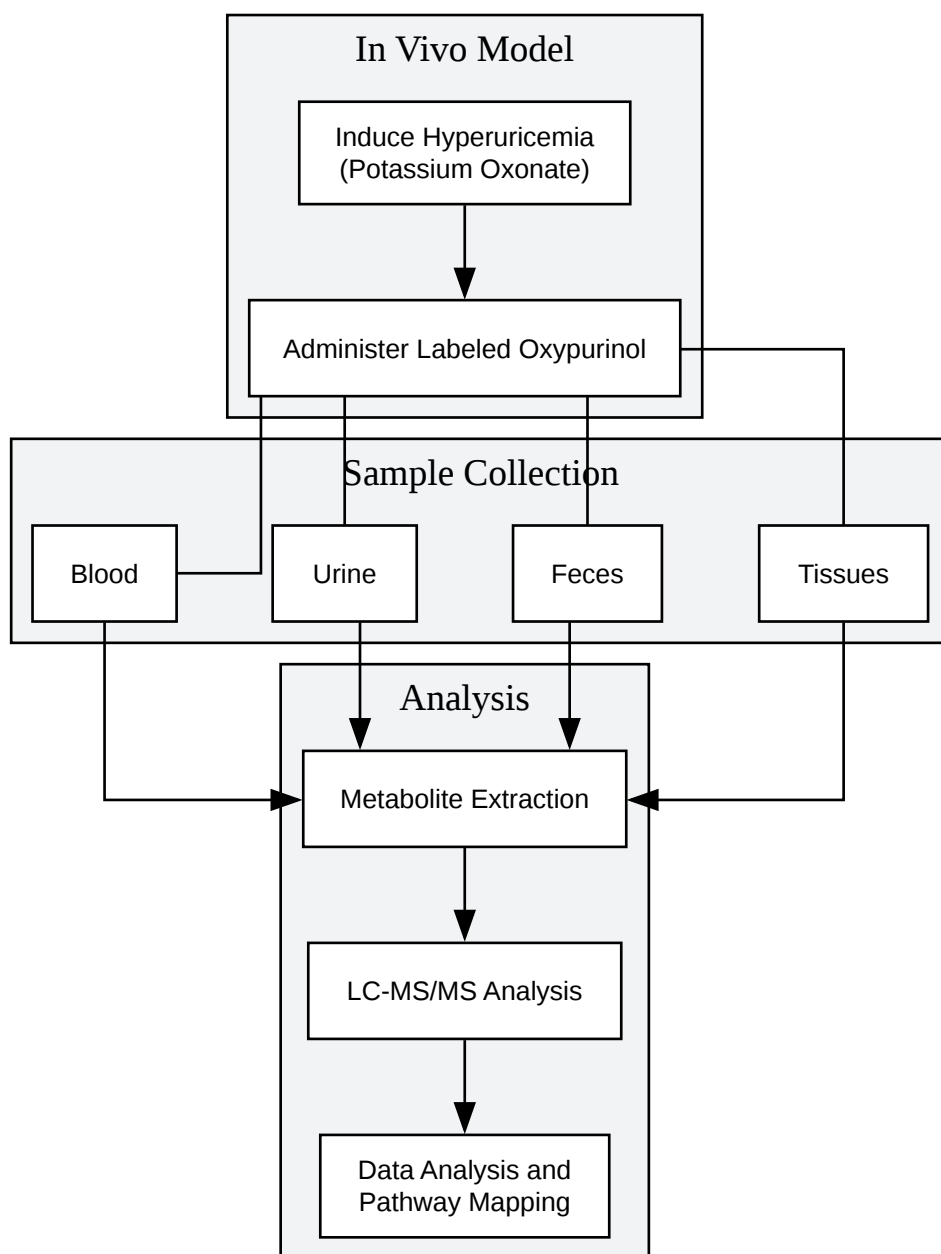 In Vivo Model
Induce Hyperuricemia
(Potassium Oxonate)
Administer Labeled Oxypurinol
Sample Collection
Blood
Urine
Feces
Tissues
Analysis
Metabolite Extraction
LC-MS/MS Analysis
Data Analysis and
Pathway Mapping